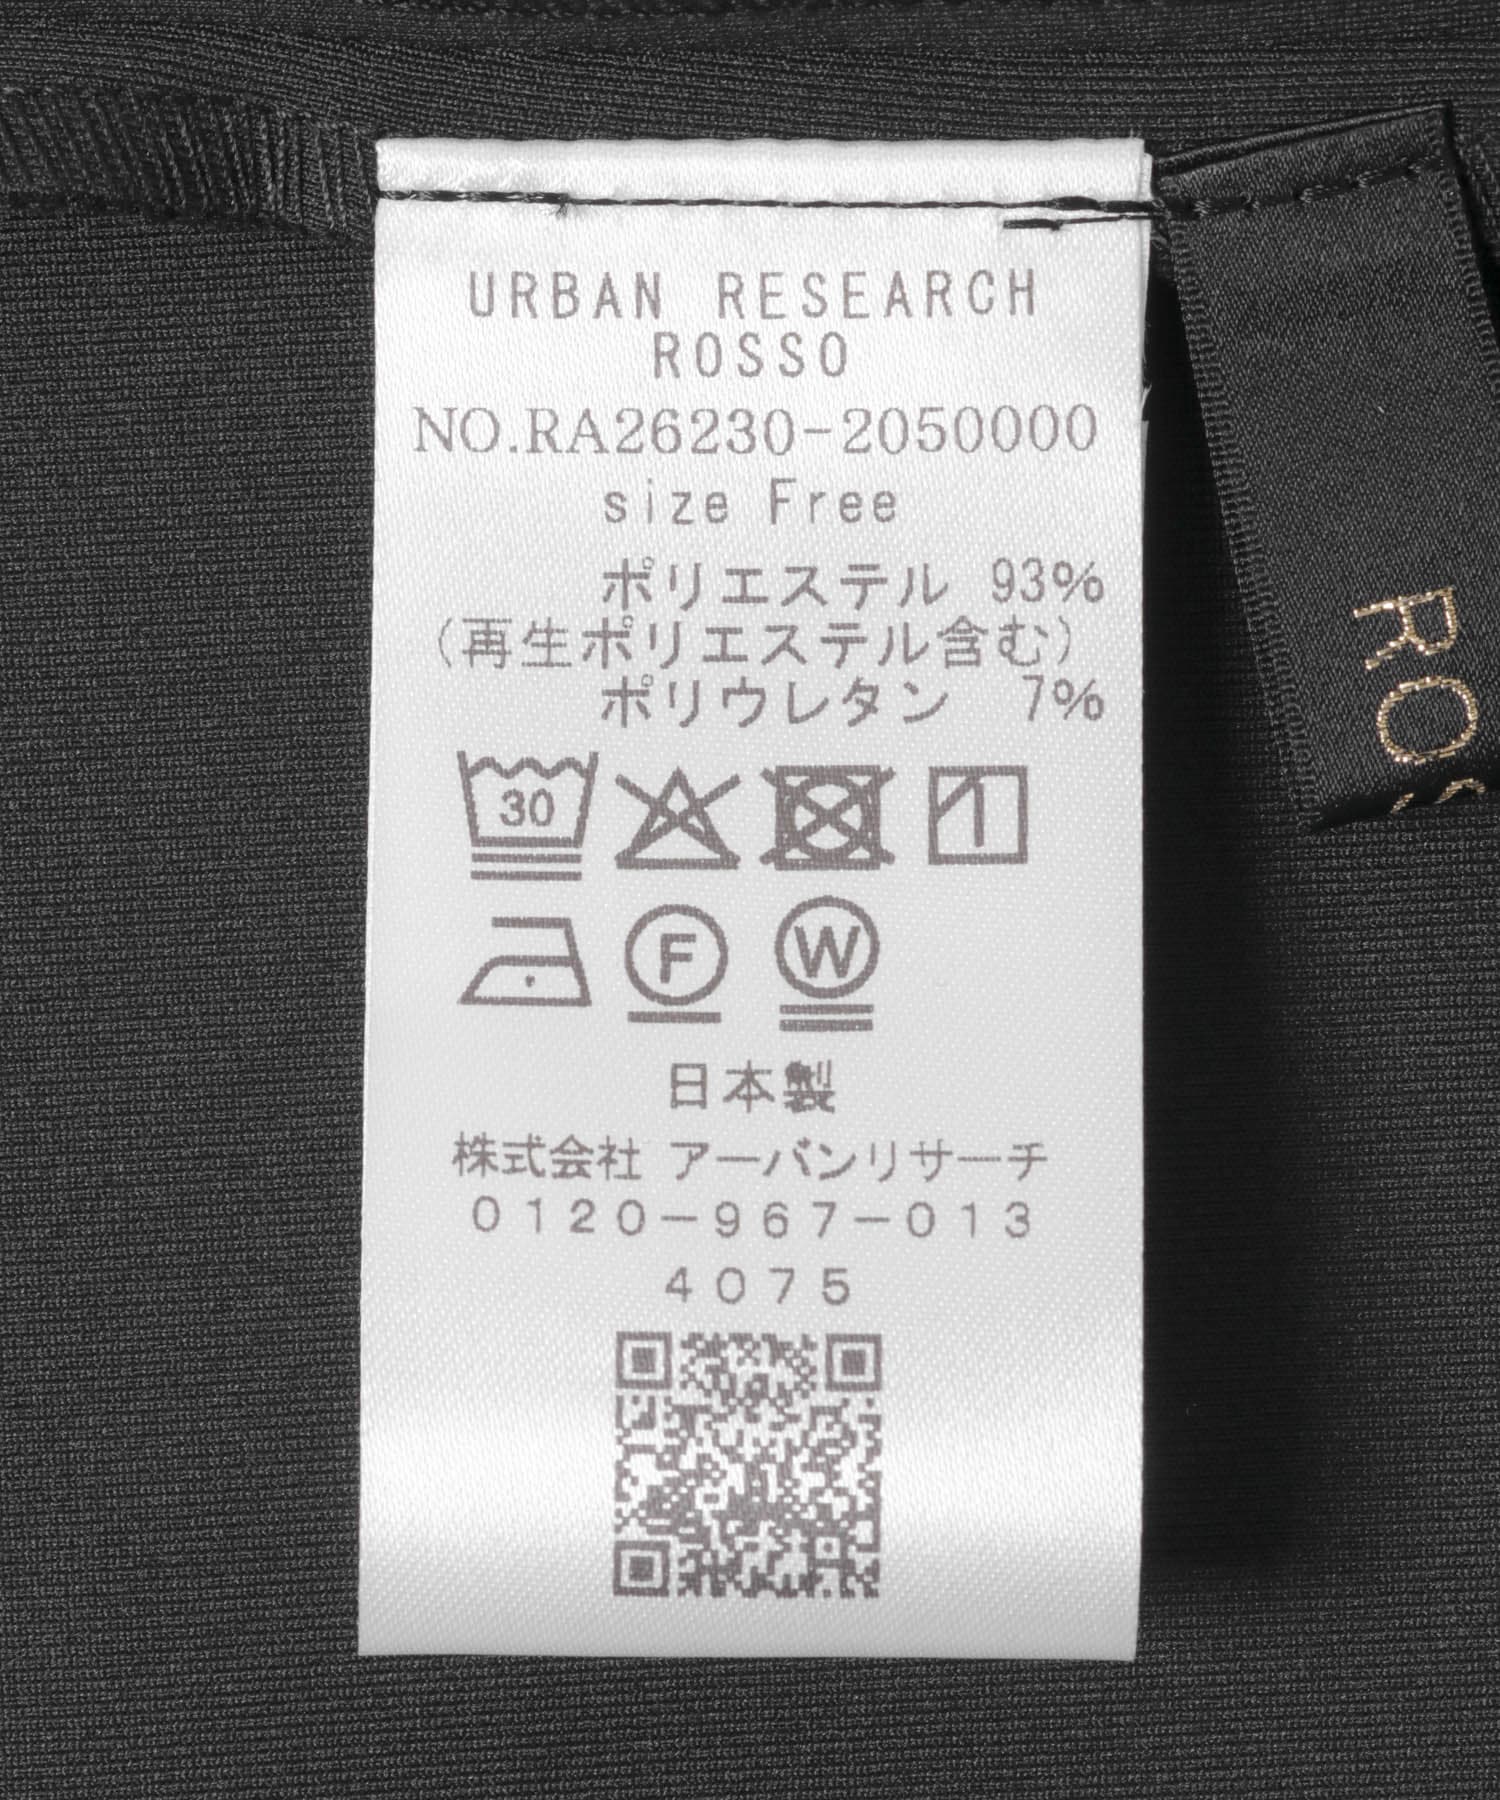 URBAN RESEARCH
ROSSO
NO.RA26230-2050000
size Free
ポリエステル 93%
(再生ポリエステル含む)
ポリウレタン 7%
30
F
W
日本製
株式会社 アーバンリサーチ
0120-967-013
4075
RO